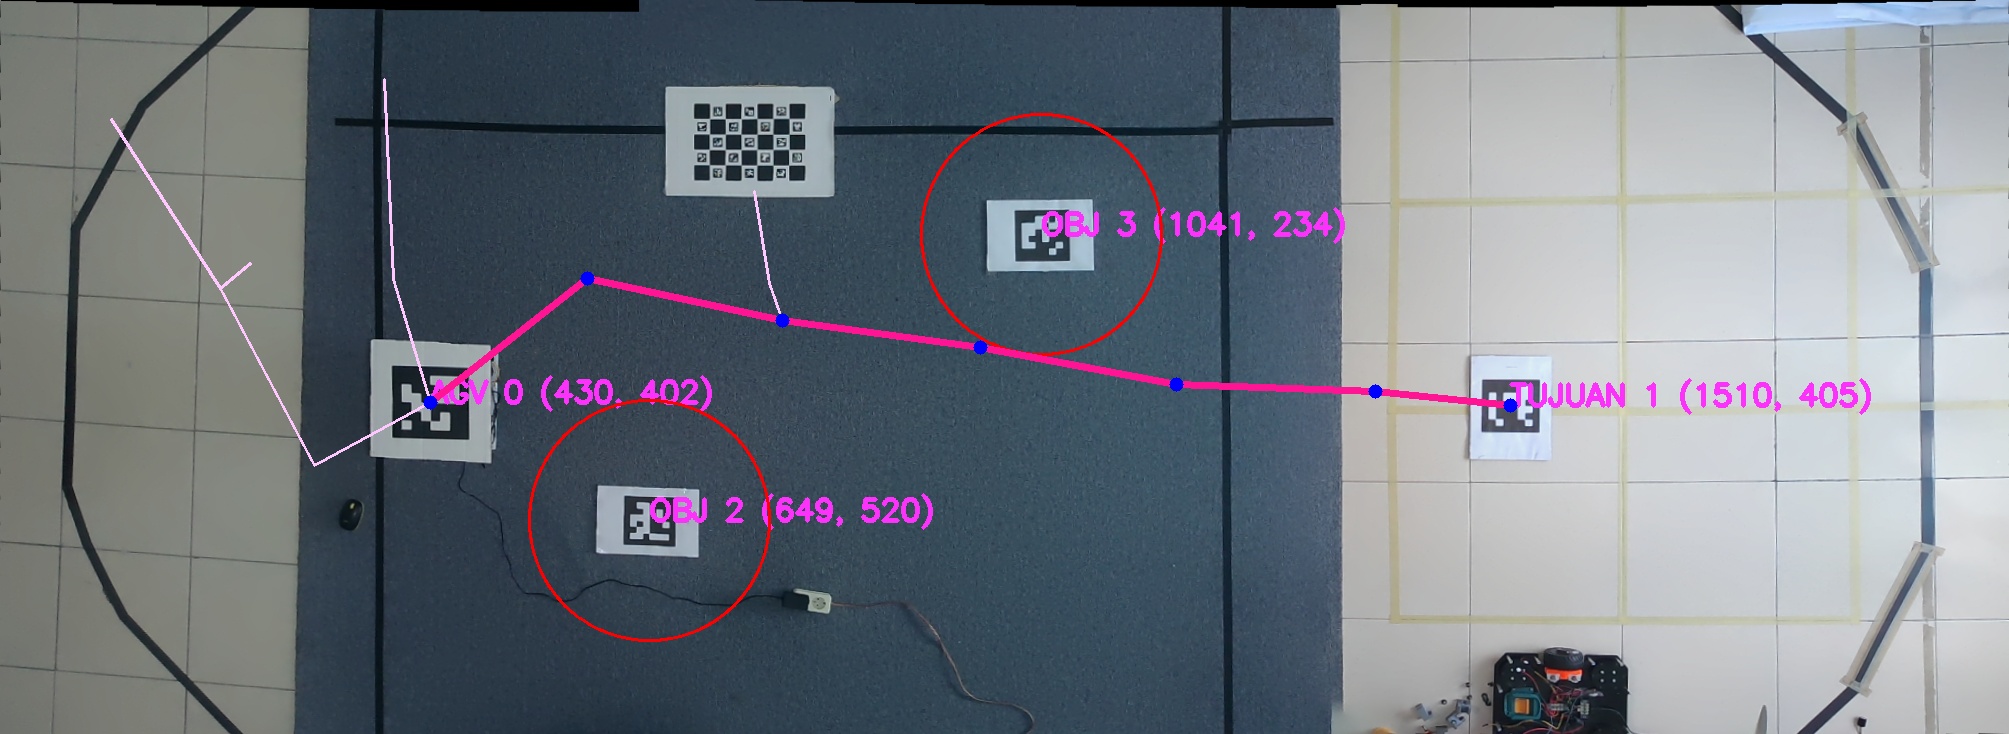 OBJ 3 (1041, 234)
AGV 0 (430, 402)
TUJUAN 1 (1510, 405)
OBJ 2 (649, 520)